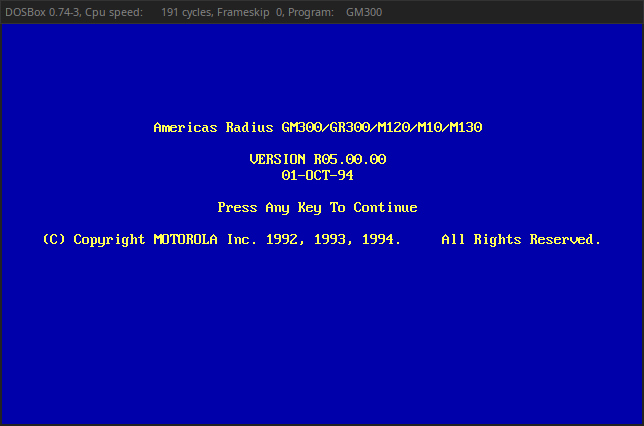 DOSBox 0.74-3, Cpu speed: 191 cycles, Frameskip 0, Program: GM300
Americas Radius GM300/GR300/M120/M10/M130
VERSION R05.00.00
01-OCT-94
Press Any Key To Continue
(C) Copyright MOTOROLA Inc. 1992, 1993, 1994. All Rights Reserved.